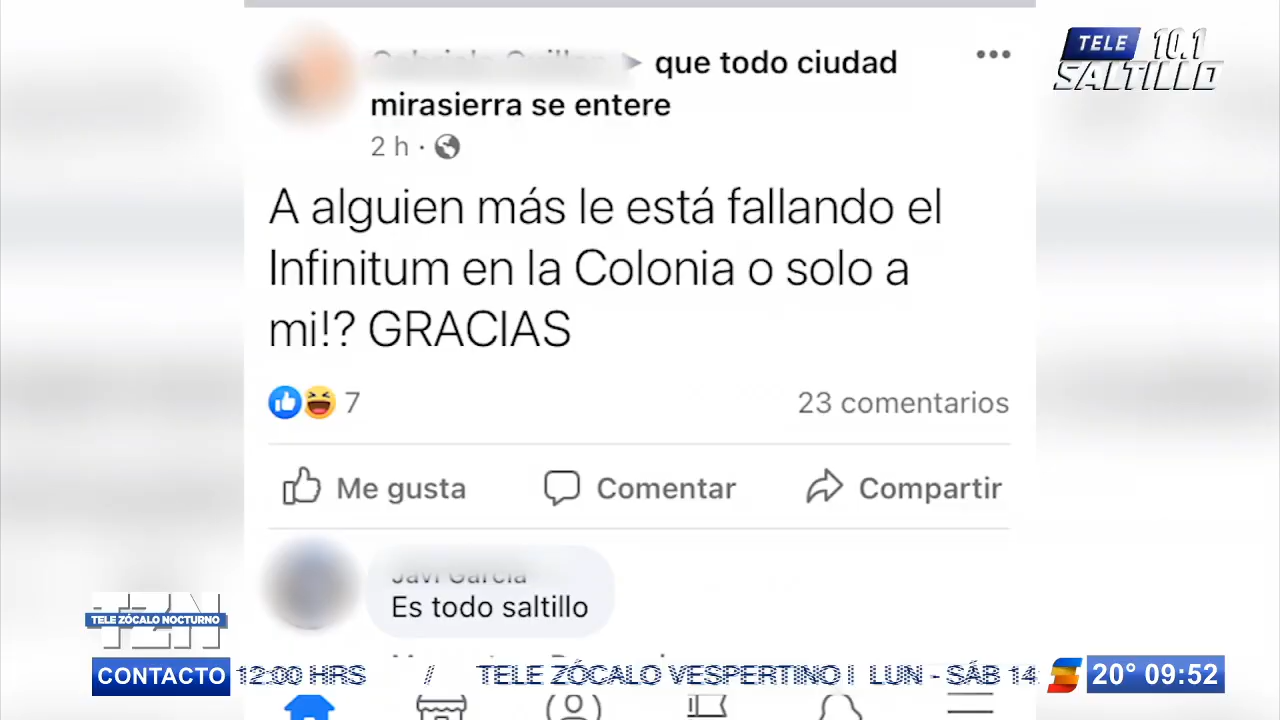 que todo ciudad
mirasierra se entere
2 h ·
A alguien más le está fallando el
Infinitum en la Colonia o solo a
mi!? GRACIAS
7
23 comentarios
Me gusta
Comentar
Compartir
Es todo saltillo
TELE 10.1
SALTILLO
TZN
TELE ZÓCALO NOCTURNO
CONTACTO 12:00 HRS / TELE ZÓCALO VESPERTINO | LUN - SÁB 14: 20° 09:52